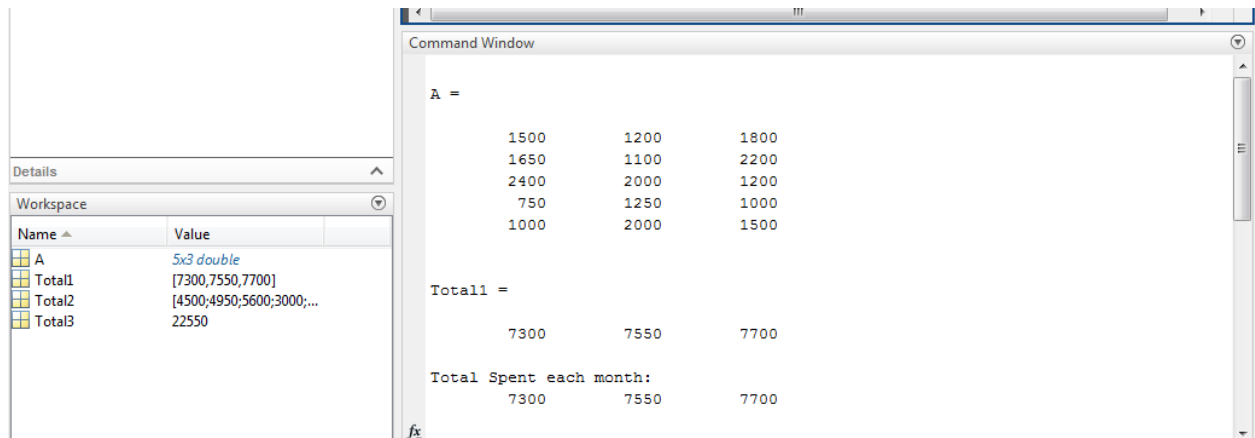 Details
Workspace
Name Value
A 5x3 double
Total1 [7300,7550,7700]
Total2 [4500;4950;5600;3000;...
Total3 22550
Command Window
A =
1500 1200 1800
1650 1100 2200
2400 2000 1200
750 1250 1000
1000 2000 1500
Total1 =
7300 7550 7700
Total Spent each month:
7300 7550 7700
fx